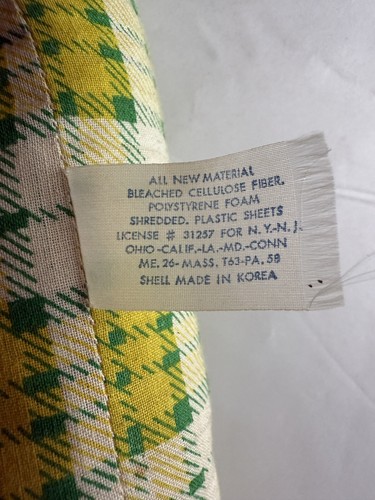 ALL NEW MATERIAL
BLEACHED CELLULOSE FIBER,
POLYSTYRENE FOAM
SHREDDED. PLASTIC SHEETS
LICENSE # 31257 FOR N.Y.-N.J.
OHIO-CALIF.-LA.-MD.-CONN
ME. 26-MASS. T63-PA. 58
SHELL MADE IN KOREA